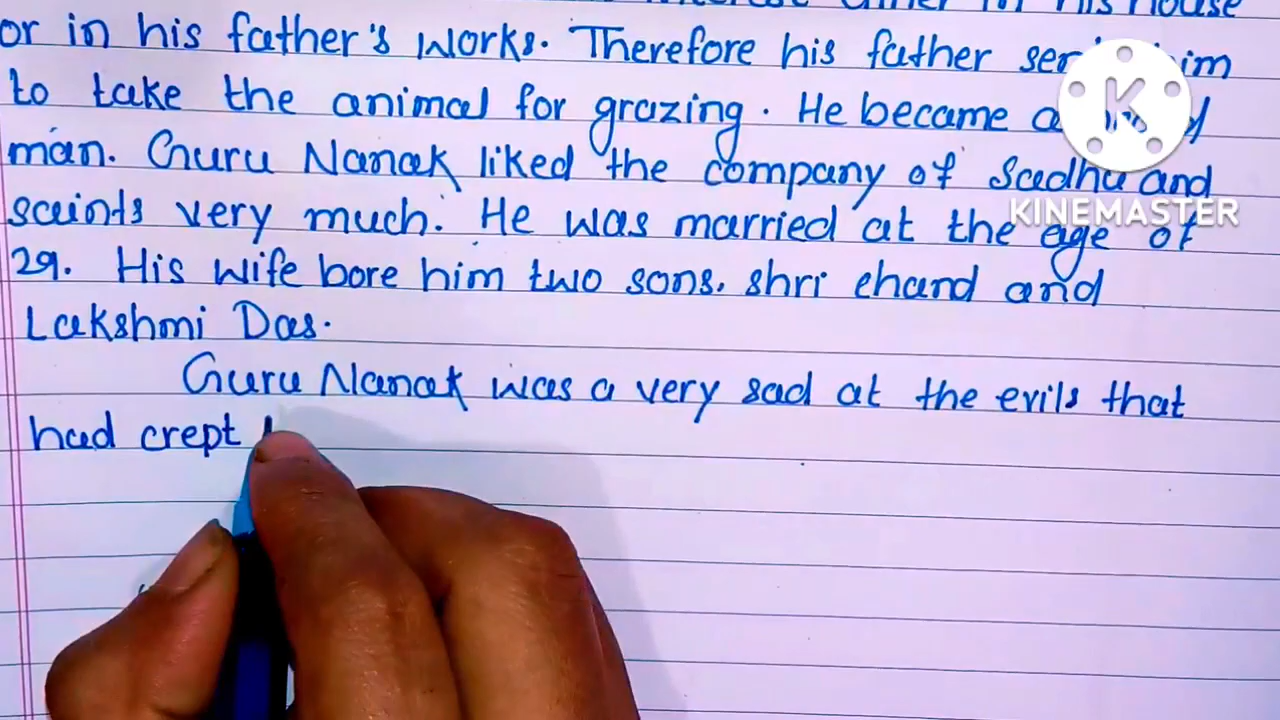 his house
or in his father's works. Therefore his father him
to take the animal for grazing. He became
man. Guru Nanak liked the company of Sadhu and
saints very much. He was married at the age of
29. His wife bore him two sons. shri chand and
Lakshmi Das.
Guru Nanak was a very sad at the evils that
had crept
K
KINEMASTER